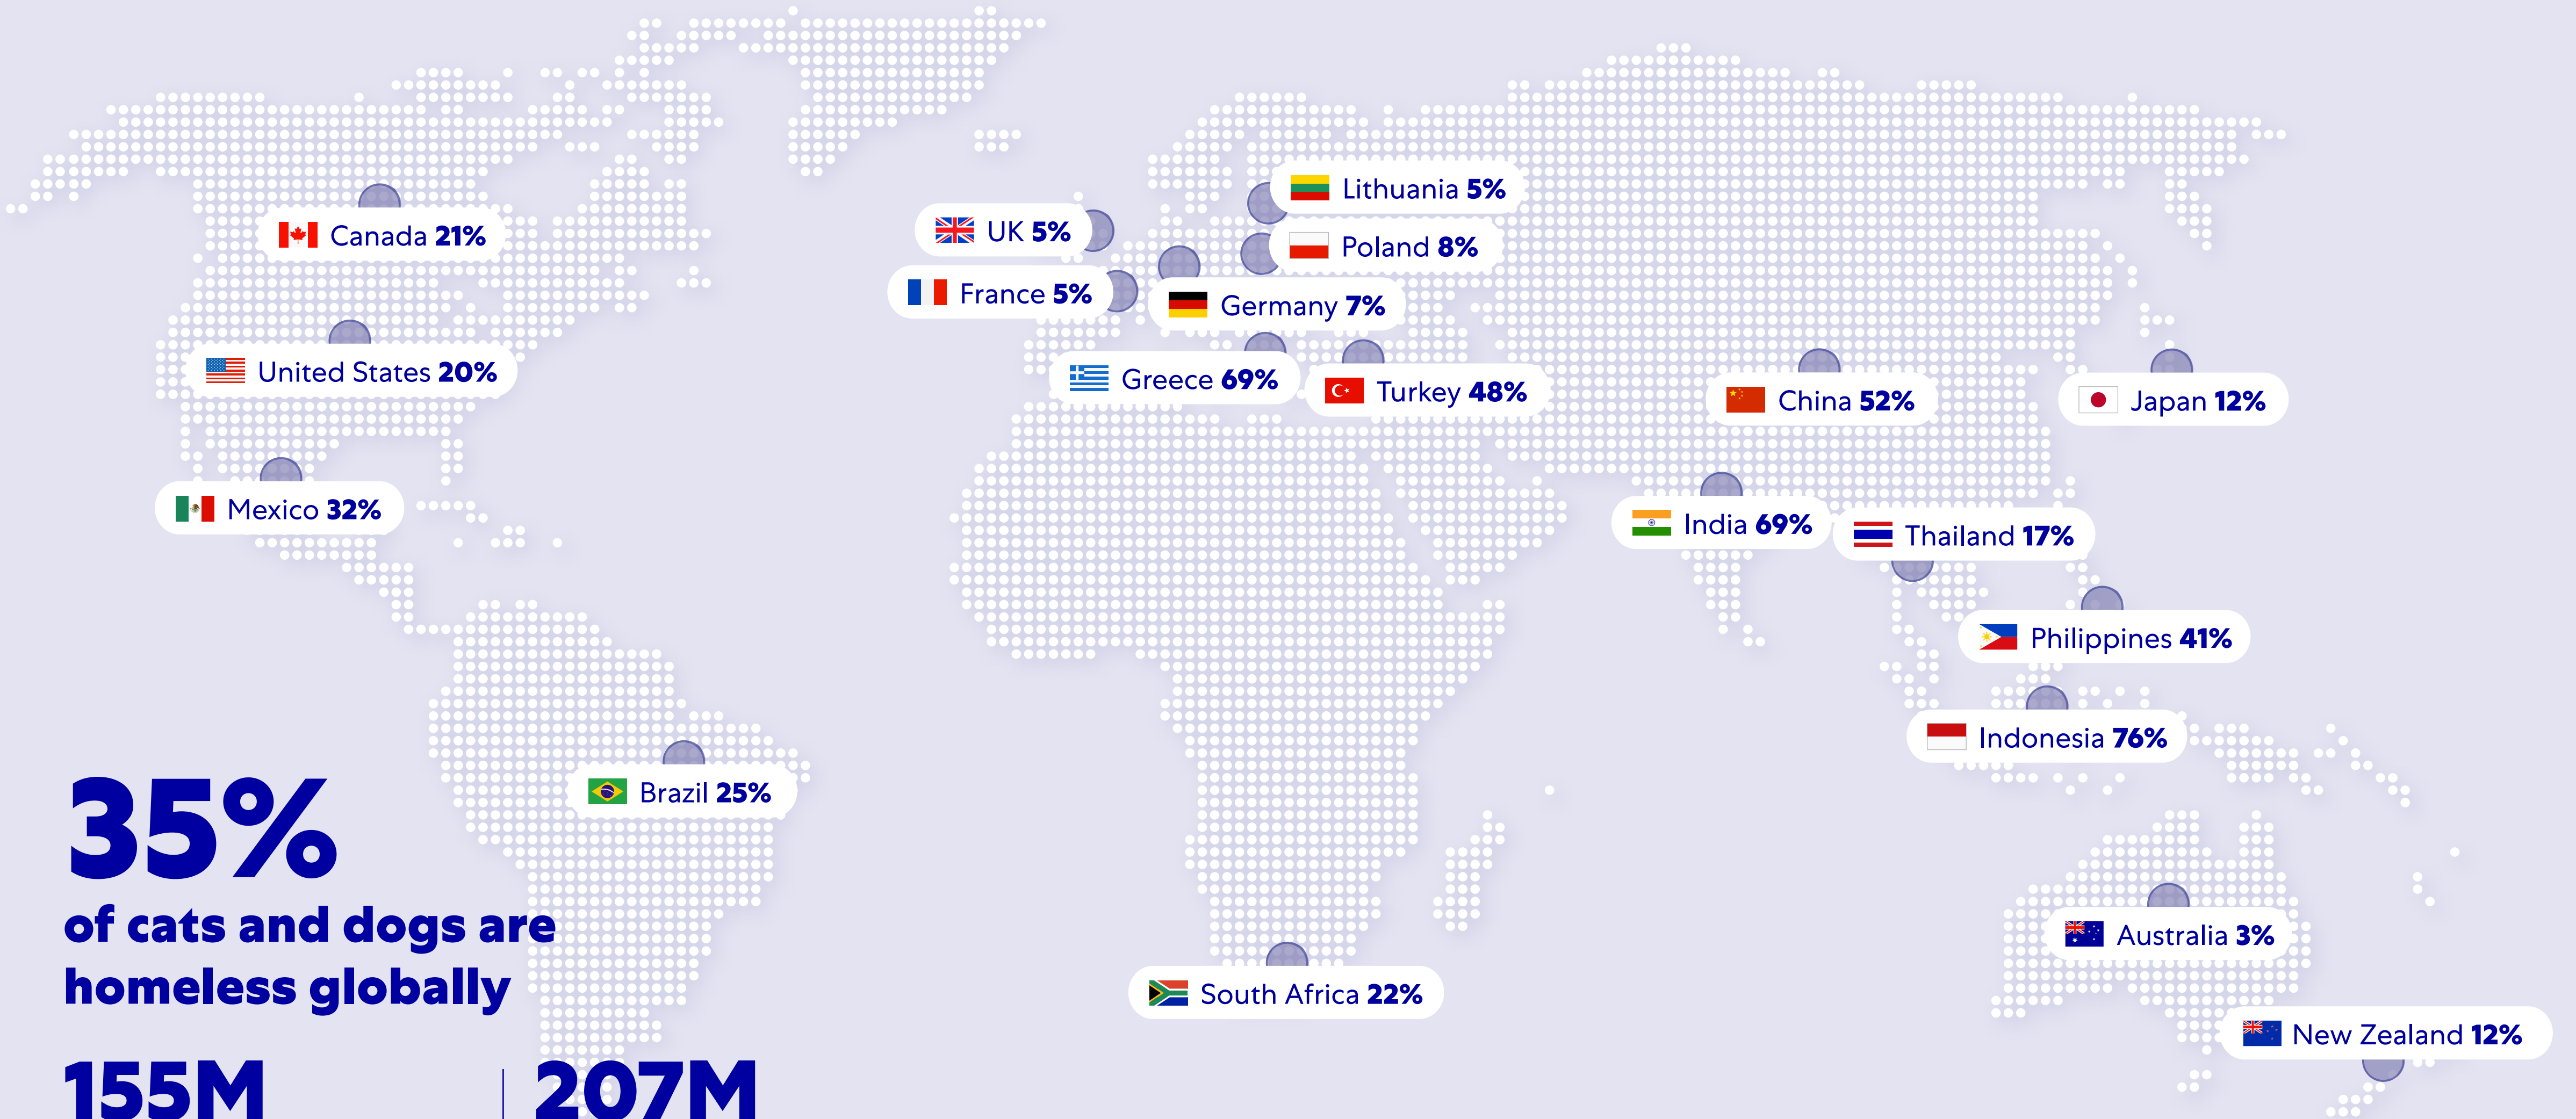 Lithuania 5%
Canada 21%
UK 5%
Poland 8%
France 5%
Germany 7%
United States 20%
Greece 69%
Turkey 48%
China 52%
Japan 12%
Mexico 32%
India 69%
Thailand 17%
Philippines 41%
Indonesia 76%
Brazil 25%
35%
of cats and dogs are
homeless globally
Australia 3%
South Africa 22%
New Zealand 12%
155M
207M